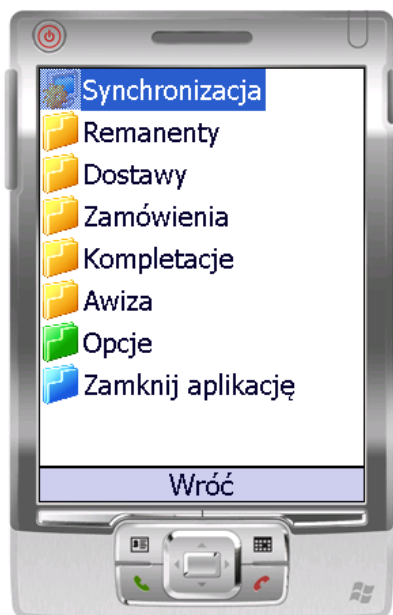 Synchronizacja
Remanenty
Dostawy
Zamówienia
Kompletacje
Awiza
Opcje
Zamknij aplikację
Wróć